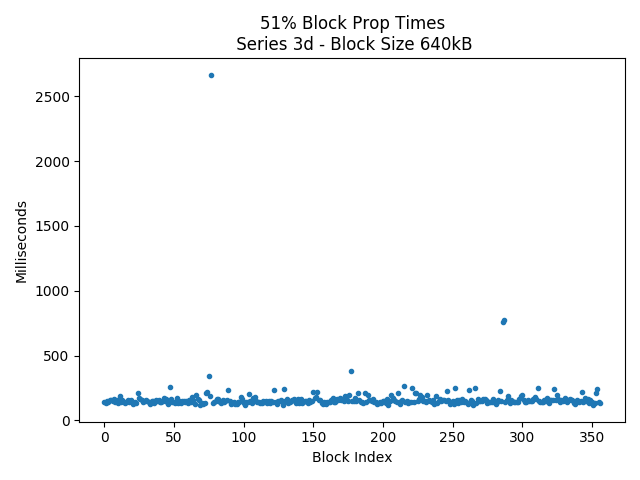 51% Block Prop Times
Series 3d - Block Size 640kB
2500
2000
1500
1000
500
0
Milliseconds
0 50 100 150 200 250 300 350
Block Index